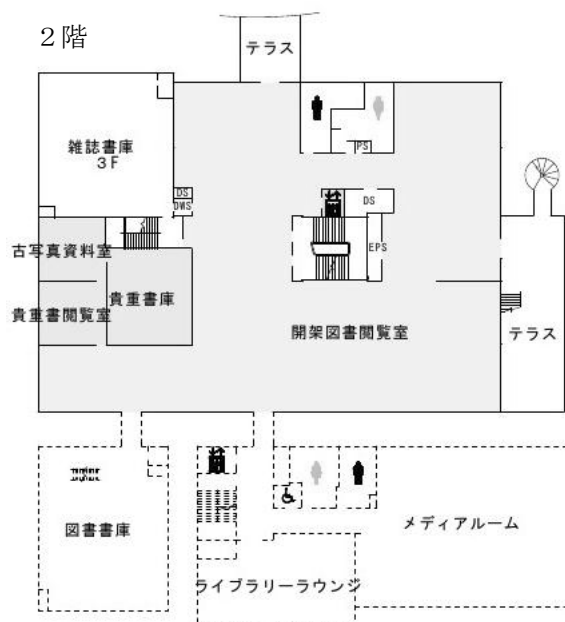 2階
テラス
雑誌書庫
3F
PS
DS
DWS
DS
EPS
古写真資料室
貴重書庫
貴重書閲覧室
開架図書閲覧室
テラス
メディアルーム
図書書庫
ライブラリーラウンジ